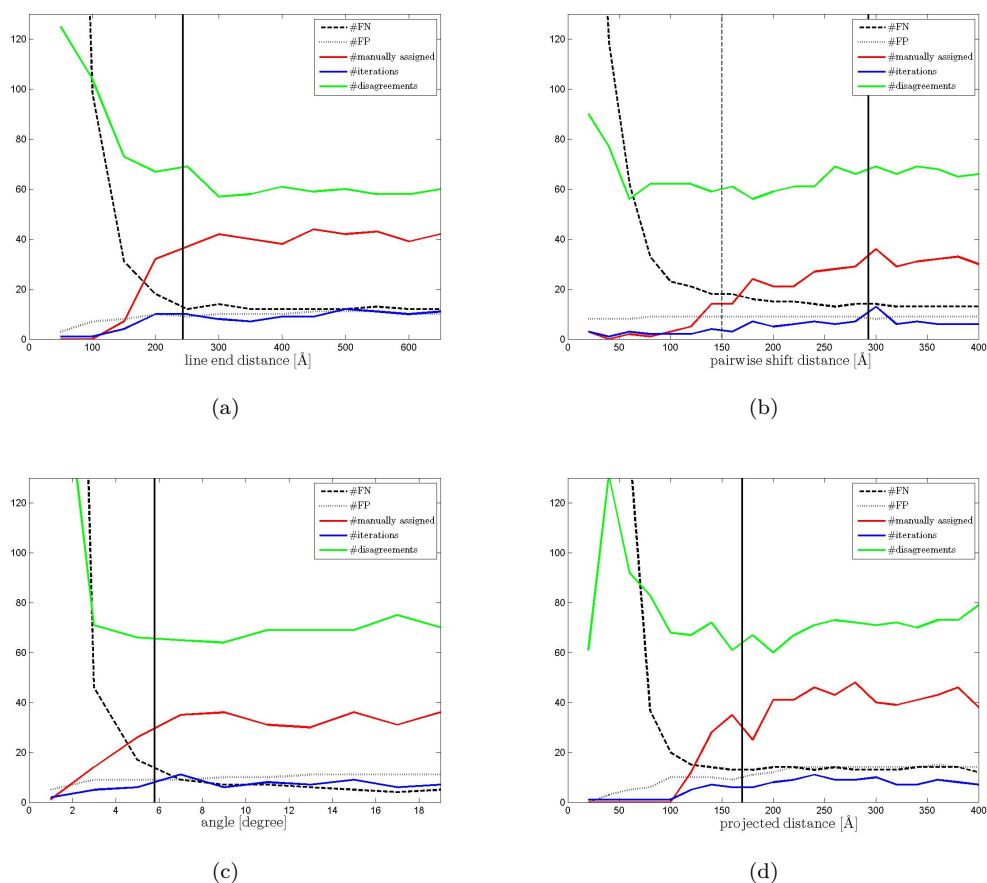 130
120
100
80
60
40
20
0
0 100 200 300 400 500 600
line end distance [Å]
#FN
#FP
#manually assigned
#iterations
#disagreements
(a)
120
100
80
60
40
20
0
0 50 100 150 200 250 300 350 400
pairwise shift distance [Å]
#FN
#FP
#manually assigned
#iterations
#disagreements
(b)
120
100
80
60
40
20
0
0 2 4 6 8 10 12 14 16 18
angle [degree]
#FN
#FP
#manually assigned
#iterations
#disagreements
(c)
120
100
80
60
40
20
0
0 50 100 150 200 250 300 350 400
projected distance [Å]
#FN
#FP
#manually assigned
#iterations
#disagreements
(d)